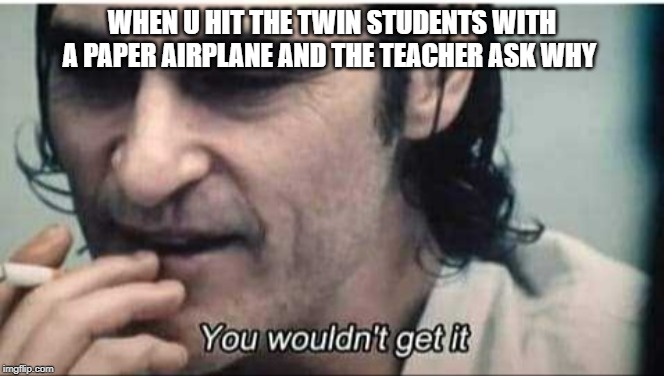 WHEN U HIT THE TWIN STUDENTS WITH
A PAPER AIRPLANE AND THE TEACHER ASK WHY
You wouldn't get it
imgflip.com